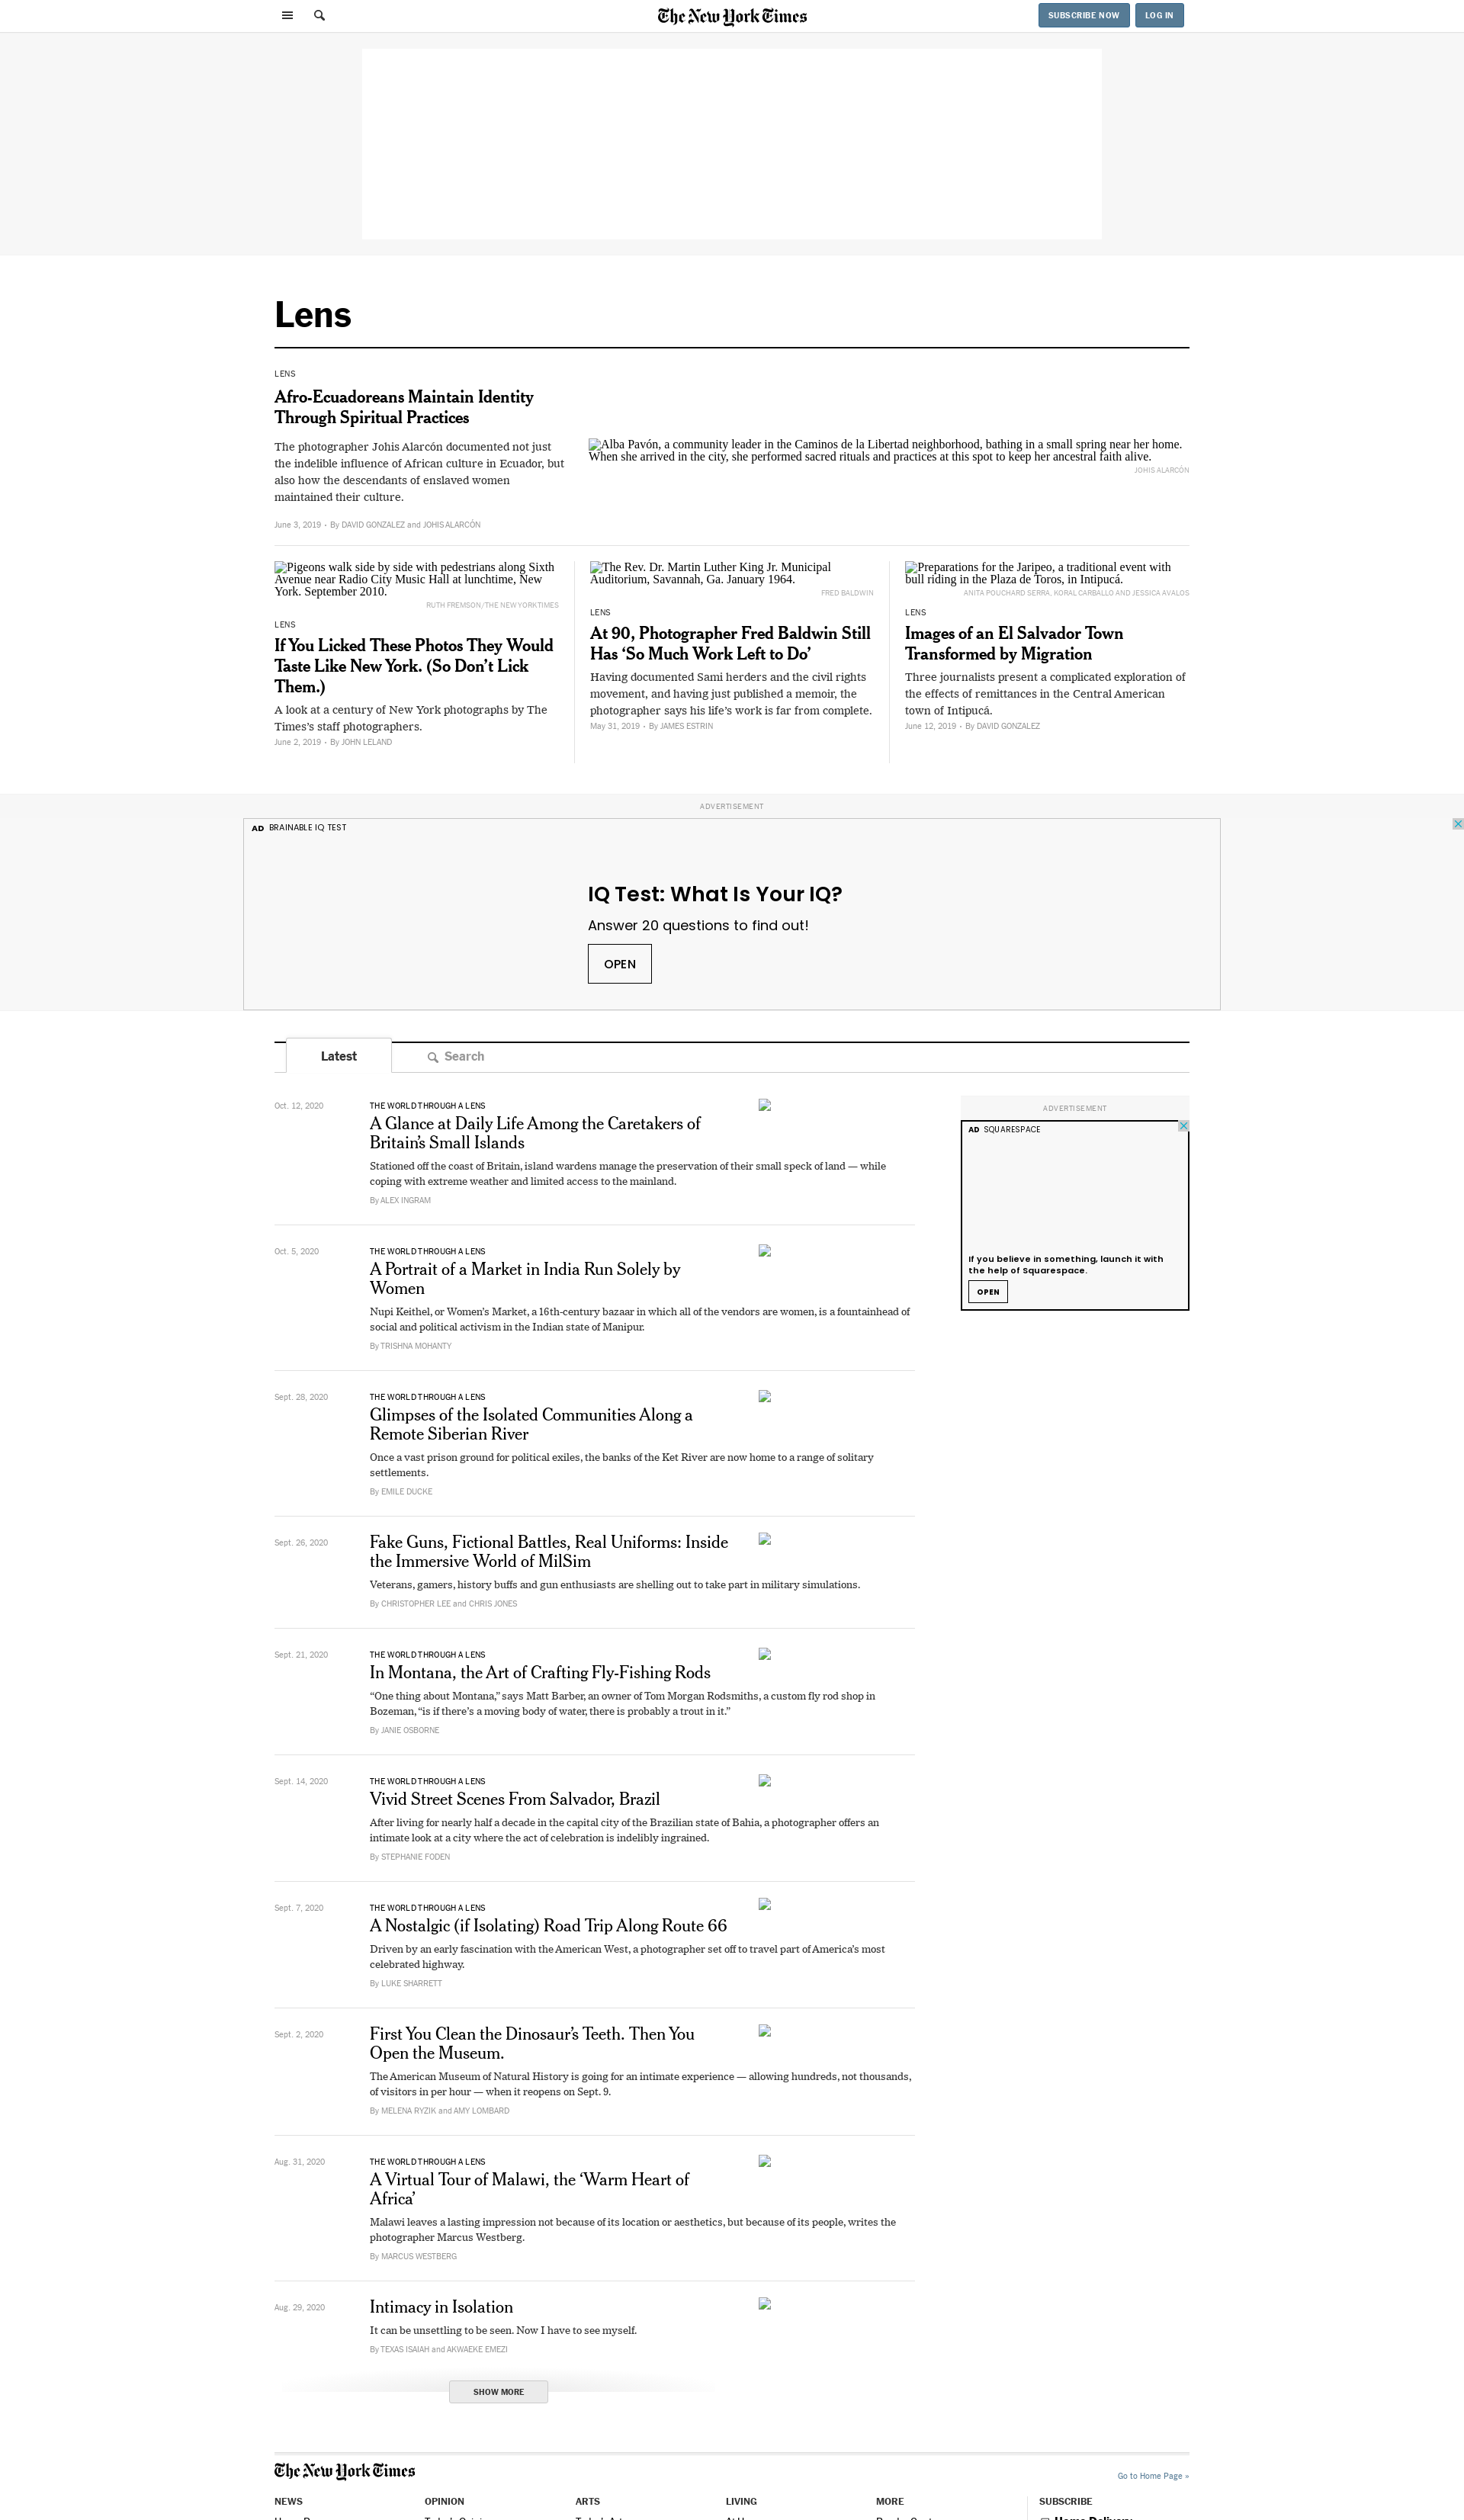 The New York Times
SUBSCRIBE NOW
LOG IN
Lens
LENS
Afro-Ecuadoreans Maintain Identity
Through Spiritual Practices
The photographer Johis Alarcón documented not just
the indelible influence of African culture in Ecuador, but
also how the descendants of enslaved women
maintained their culture.
June 3, 2019 • By DAVID GONZALEZ and JOHIS ALARCÓN
Alba Pavón, a community leader in the Caminos de la Libertad neighborhood, bathing in a small spring near her home.
When she arrived in the city, she performed sacred rituals and practices at this spot to keep her ancestral faith alive.
JOHIS ALARCÓN
Pigeons walk side by side with pedestrians along Sixth
Avenue near Radio City Music Hall at lunchtime, New
York. September 2010.
RUTH FREMSON/THE NEW YORK TIMES
LENS
If You Licked These Photos They Would
Taste Like New York. (So Don’t Lick
Them.)
A look at a century of New York photographs by The
Times’s staff photographers.
June 2, 2019 • By JOHN LELAND
The Rev. Dr. Martin Luther King Jr. Municipal
Auditorium, Savannah, Ga. January 1964.
FRED BALDWIN
LENS
At 90, Photographer Fred Baldwin Still
Has ‘So Much Work Left to Do’
Having documented Sami herders and the civil rights
movement, and having just published a memoir, the
photographer says his life’s work is far from complete.
May 31, 2019 • By JAMES ESTRIN
Preparations for the Jaripeo, a traditional event with
bull riding in the Plaza de Toros, in Intipucá.
ANITA POUCHARD SERRA, KORAL CARBALLO AND JESSICA AVALOS
LENS
Images of an El Salvador Town
Transformed by Migration
Three journalists present a complicated exploration of
the effects of remittances in the Central American
town of Intipucá.
June 12, 2019 • By DAVID GONZALEZ
ADVERTISEMENT
AD BRAINABLE IQ TEST
IQ Test: What Is Your IQ?
Answer 20 questions to find out!
OPEN
Latest
Search
Oct. 12, 2020
THE WORLD THROUGH A LENS
A Glance at Daily Life Among the Caretakers of
Britain’s Small Islands
Stationed off the coast of Britain, island wardens manage the preservation of their small speck of land — while
coping with extreme weather and limited access to the mainland.
By ALEX INGRAM
ADVERTISEMENT
AD SQUARESPACE
If you believe in something, launch it with
the help of Squarespace.
OPEN
Oct. 5, 2020
THE WORLD THROUGH A LENS
A Portrait of a Market in India Run Solely by
Women
Nupi Keithel, or Women’s Market, a 16th-century bazaar in which all of the vendors are women, is a fountainhead of
social and political activism in the Indian state of Manipur.
By TRISHNA MOHANTY
Sept. 28, 2020
THE WORLD THROUGH A LENS
Glimpses of the Isolated Communities Along a
Remote Siberian River
Once a vast prison ground for political exiles, the banks of the Ket River are now home to a range of solitary
settlements.
By EMILE DUCKE
Sept. 26, 2020
Fake Guns, Fictional Battles, Real Uniforms: Inside
the Immersive World of MilSim
Veterans, gamers, history buffs and gun enthusiasts are shelling out to take part in military simulations.
By CHRISTOPHER LEE and CHRIS JONES
Sept. 21, 2020
THE WORLD THROUGH A LENS
In Montana, the Art of Crafting Fly-Fishing Rods
“One thing about Montana,” says Matt Barber, an owner of Tom Morgan Rodsmiths, a custom fly rod shop in
Bozeman, “is if there’s a moving body of water, there is probably a trout in it.”
By JANIE OSBORNE
Sept. 14, 2020
THE WORLD THROUGH A LENS
Vivid Street Scenes From Salvador, Brazil
After living for nearly half a decade in the capital city of the Brazilian state of Bahia, a photographer offers an
intimate look at a city where the act of celebration is indelibly ingrained.
By STEPHANIE FODEN
Sept. 7, 2020
THE WORLD THROUGH A LENS
A Nostalgic (if Isolating) Road Trip Along Route 66
Driven by an early fascination with the American West, a photographer set off to travel part of America’s most
celebrated highway.
By LUKE SHARRETT
Sept. 2, 2020
First You Clean the Dinosaur’s Teeth. Then You
Open the Museum.
The American Museum of Natural History is going for an intimate experience — allowing hundreds, not thousands,
of visitors in per hour — when it reopens on Sept. 9.
By MELENA RYZIK and AMY LOMBARD
Aug. 31, 2020
THE WORLD THROUGH A LENS
A Virtual Tour of Malawi, the ‘Warm Heart of
Africa’
Malawi leaves a lasting impression not because of its location or aesthetics, but because of its people, writes the
photographer Marcus Westberg.
By MARCUS WESTBERG
Aug. 29, 2020
Intimacy in Isolation
It can be unsettling to be seen. Now I have to see myself.
By TEXAS ISAIAH and AKWAEKE EMEZI
SHOW MORE
The New York Times
Go to Home Page »
NEWS
OPINION
ARTS
LIVING
MORE
SUBSCRIBE